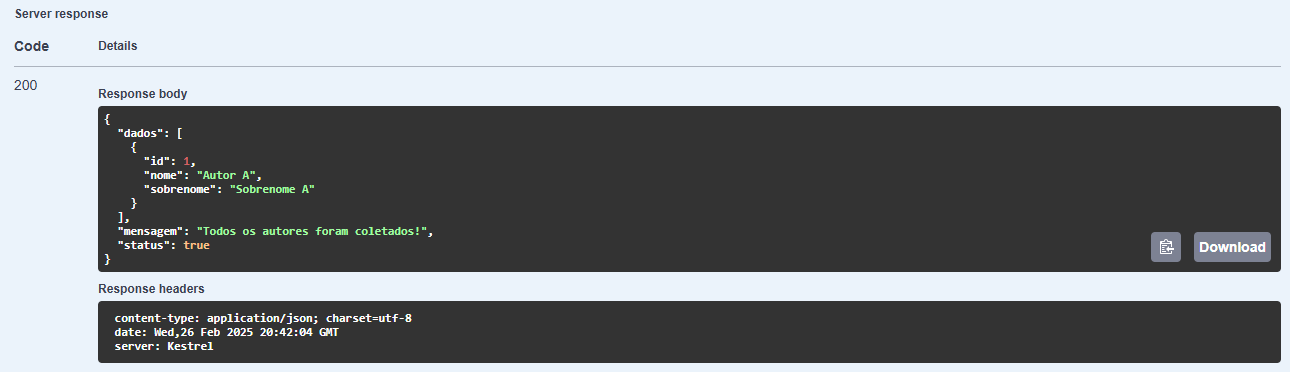 Server response
Code Details
200
Response body
{
  "dados": [
    {
      "id": 1,
      "nome": "Autor A",
      "sobrenome": "Sobrenome A"
    }
  ],
  "mensagem": "Todos os autores foram coletados!",
  "status": true
}
Download
Response headers
content-type: application/json; charset=utf-8
date: Wed,26 Feb 2025 20:42:04 GMT
server: Kestrel